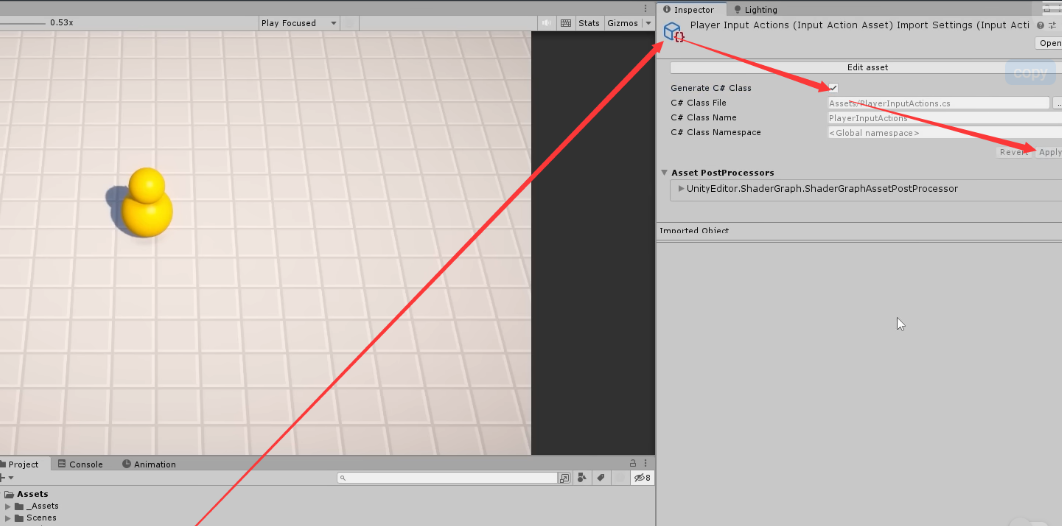 0.53x
Play Focused
Stats
Gizmos
Inspector
Lighting
Player Input Actions (Input Action Asset) Import Settings (Input Acti
Open
Edit asset
copy
Generate C# Class
C# Class File
Assets/PlayerInputActions.cs
...
C# Class Name
PlayerInputActions
C# Class Namespace
<Global namespace>
Revert
Apply
Asset PostProcessors
UnityEditor.ShaderGraph.ShaderGraphAssetPostProcessor
Imported Object
Project
Console
Animation
8
Assets
_Assets
Scenes